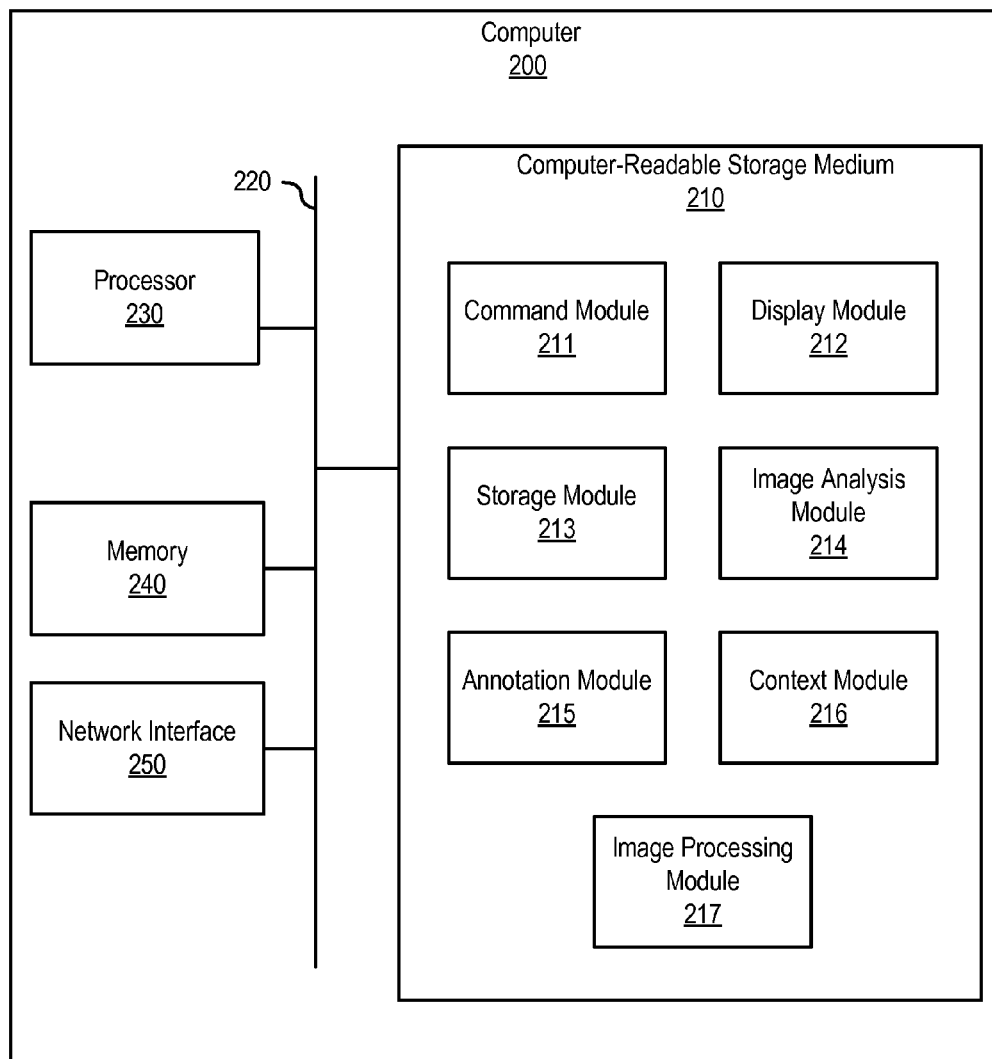 Computer
200
Computer-Readable Storage Medium
210
220
Processor
230
Command Module
211
Display Module
212
Storage Module
213
Image Analysis
Module
214
Memory
240
Annotation Module
215
Context Module
216
Network Interface
250
Image Processing
Module
217